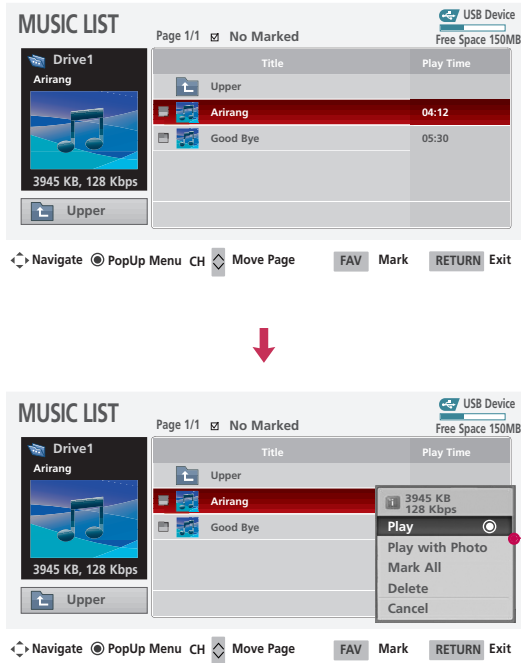 MUSIC LIST
Page 1/1 No Marked
USB Device
Free Space 150MB
Drive1
Arirang
3945 KB, 128 Kbps
Upper
Title Play Time
Upper
Arirang 04:12
Good Bye 05:30
Navigate PopUp Menu CH Move Page FAV Mark RETURN Exit
MUSIC LIST
Page 1/1 No Marked
USB Device
Free Space 150MB
Drive1
Arirang
3945 KB, 128 Kbps
Upper
Title Play Time
Upper
Arirang
Good Bye
3945 KB
128 Kbps
Play
Play with Photo
Mark All
Delete
Cancel
Navigate PopUp Menu CH Move Page FAV Mark RETURN Exit